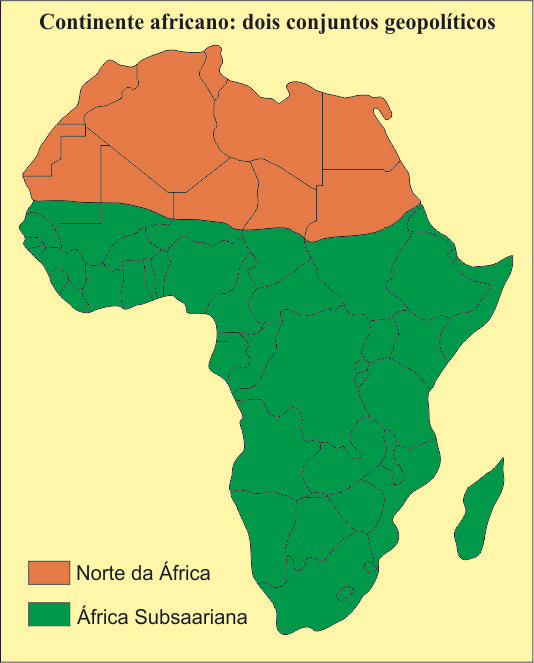 Continente africano: dois conjuntos geopolíticos
Norte da África
África Subsaariana